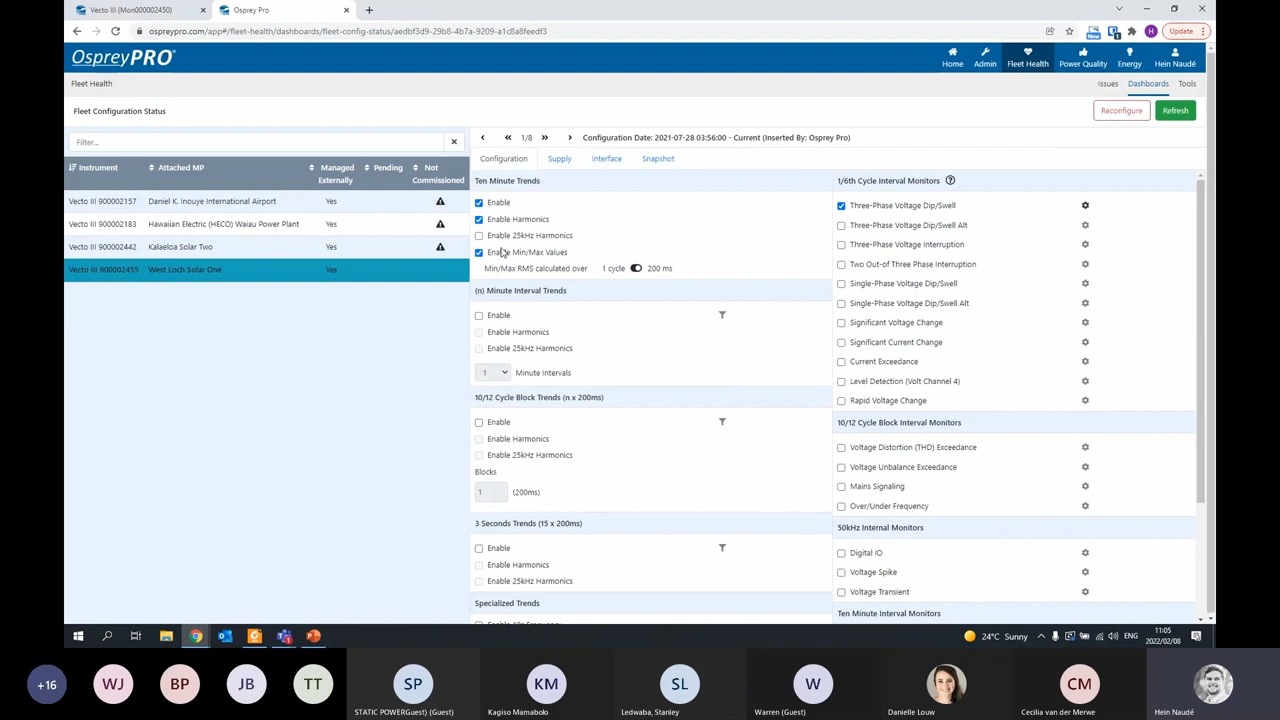 Vecto III (Mon000002450)
Osprey Pro
ospreypro.com/app#/fleet-health/dashboards/fleet-config-status/aedbf3d9-29b8-4b7a-9209-a1c8a8feedf3
New
H
Update
OspreyPRO
Home
Admin
Fleet Health
Power Quality
Energy
Hein Naudé
Fleet Health
Issues
Dashboards
Tools
Fleet Configuration Status
Reconfigure
Refresh
Filter...
1/8
Configuration Date: 2021-07-28 03:56:00 - Current (Inserted By: Osprey Pro)
Instrument
Attached MP
Managed Externally
Pending
Not Commissioned
Vecto III 900002157 Daniel K. Inouye International Airport Yes
Vecto III 900002183 Hawaiian Electric (HECO) Waiau Power Plant Yes
Vecto III 900002442 Kalaeloa Solar Two Yes
Vecto III 900002455 West Loch Solar One Yes
Configuration
Supply
Interface
Snapshot
Ten Minute Trends
Enable
Enable Harmonics
Enable 25kHz Harmonics
Enable Min/Max Values
Min/Max RMS calculated over 1 cycle 200 ms
(n) Minute Interval Trends
Enable
Enable Harmonics
Enable 25kHz Harmonics
1 Minute Intervals
10/12 Cycle Block Trends (n x 200ms)
Enable
Enable Harmonics
Enable 25kHz Harmonics
Blocks
1 (200ms)
3 Seconds Trends (15 x 200ms)
Enable
Enable Harmonics
Enable 25kHz Harmonics
Specialized Trends
1/6th Cycle Interval Monitors
Three-Phase Voltage Dip/Swell
Three-Phase Voltage Dip/Swell Alt
Three-Phase Voltage Interruption
Two Out-of Three Phase Interruption
Single-Phase Voltage Dip/Swell
Single-Phase Voltage Dip/Swell Alt
Significant Voltage Change
Significant Current Change
Current Exceedance
Level Detection (Volt Channel 4)
Rapid Voltage Change
10/12 Cycle Block Interval Monitors
Voltage Distortion (THD) Exceedance
Voltage Unbalance Exceedance
Mains Signaling
Over/Under Frequency
50kHz Internal Monitors
Digital IO
Voltage Spike
Voltage Transient
Ten Minute Interval Monitors
24°C Sunny
ENG
11:05
2022/02/08
+16
WJ
BP
JB
TT
SP
STATIC POWERGuest) (Guest)
KM
Kagiso Mamabolo
SL
Ledwaba, Stanley
W
Warren (Guest)
Danielle Louw
CM
Cecilia van der Merwe
Hein Naudé